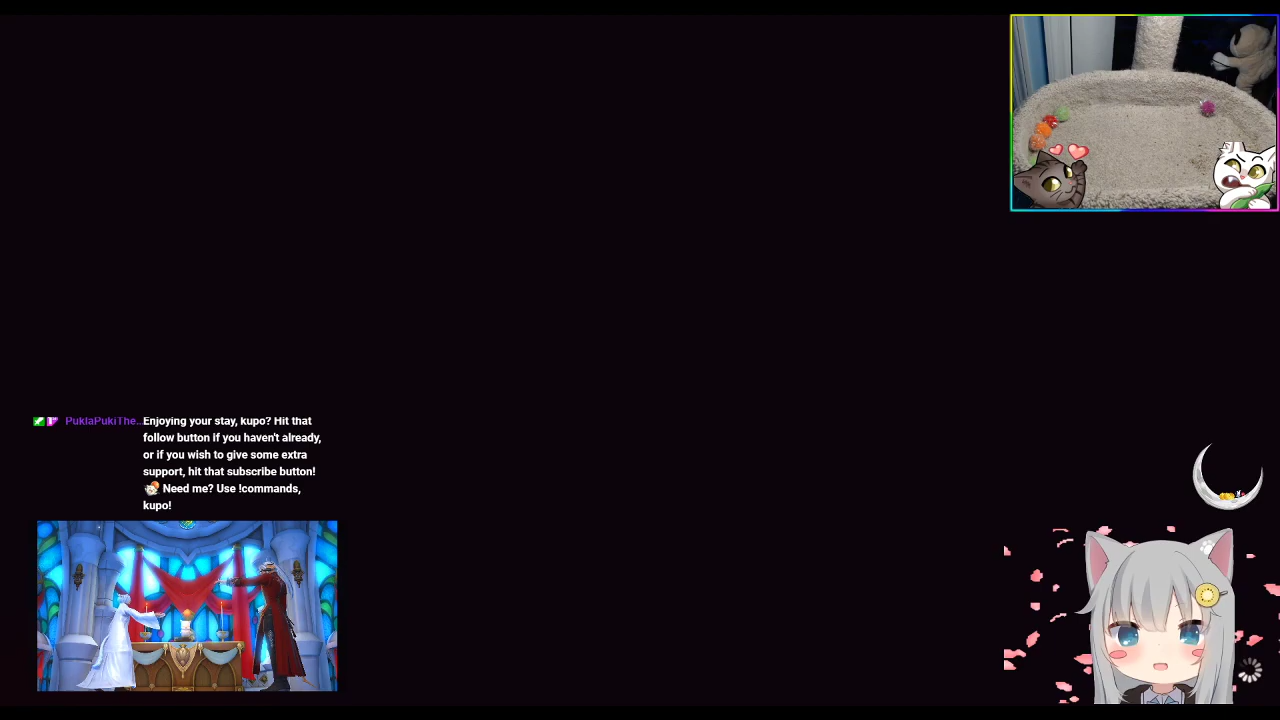 PuklaPukiThe... Enjoying your stay, kupo? Hit that
follow button if you haven't already,
or if you wish to give some extra
support, hit that subscribe button!
Need me? Use !commands,
kupo!